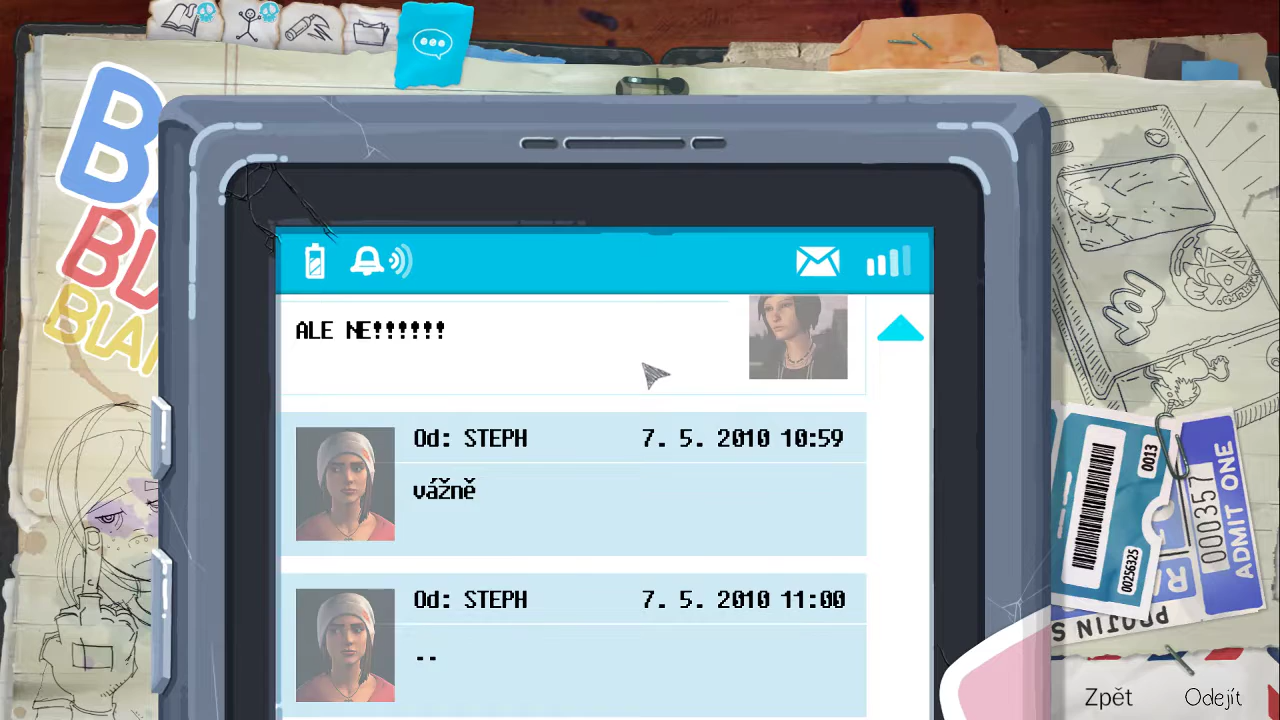 ALE NE!!!!!!
Od: STEPH 7. 5. 2010 10:59
vážně
Od: STEPH 7. 5. 2010 11:00
--
0013
00256325
000357
ADMIT ONE
Zpět Odejít